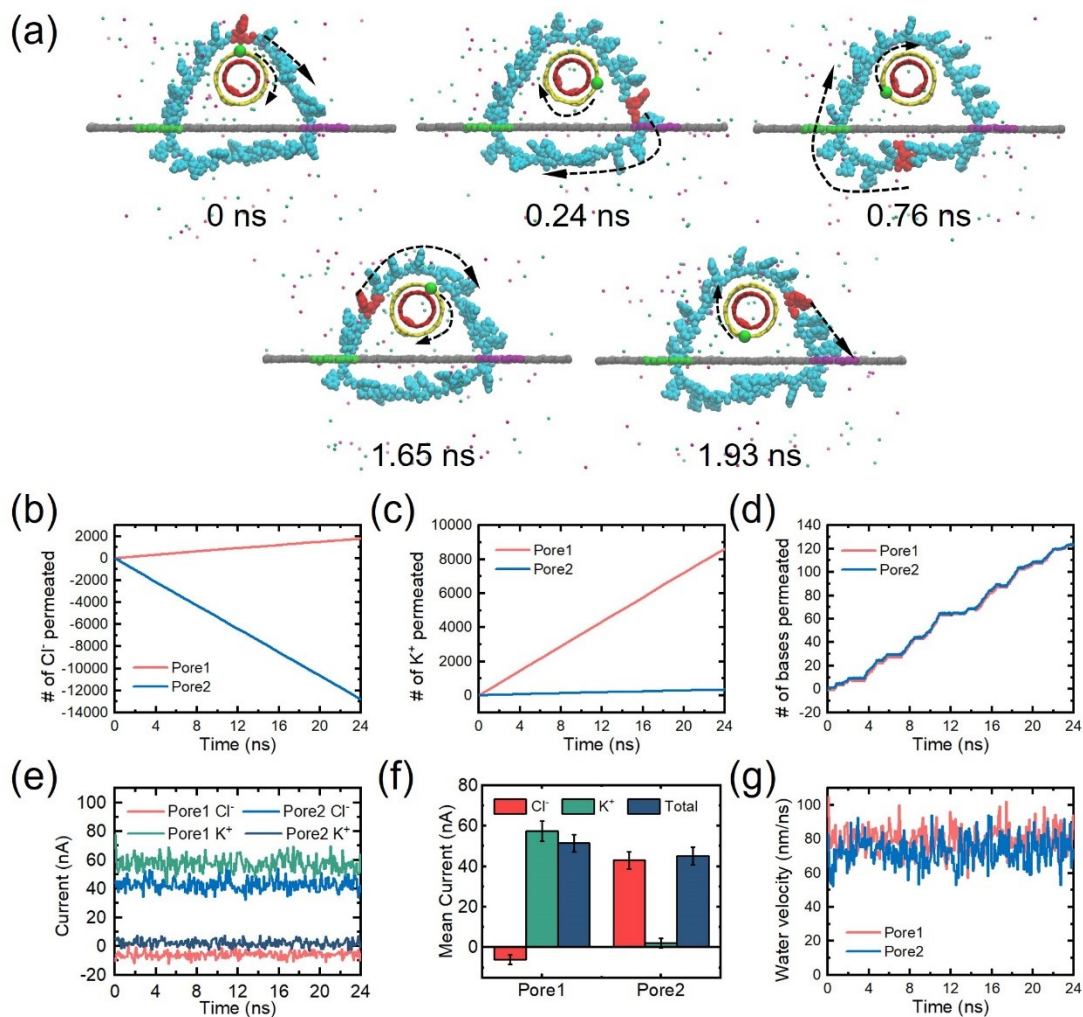 (a)
0 ns
0.24 ns
0.76 ns
1.65 ns
1.93 ns
(b)
# of Cl⁻ permeated
2000
0
-2000
-4000
-6000
-8000
-10000
-12000
-14000
Pore1
Pore2
0 4 8 12 16 20 24
Time (ns)
(c)
# of K⁺ permeated
10000
8000
6000
4000
2000
0
Pore1
Pore2
0 4 8 12 16 20 24
Time (ns)
(d)
# of bases permeated
140
120
100
80
60
40
20
0
-20
Pore1
Pore2
0 4 8 12 16 20 24
Time (ns)
(e)
Current (nA)
100
80
60
40
20
0
-20
Pore1 Cl⁻ Pore2 Cl⁻
Pore1 K⁺ Pore2 K⁺
0 4 8 12 16 20 24
Time (ns)
(f)
Mean Current (nA)
80
60
40
20
0
Cl⁻ K⁺ Total
Pore1 Pore2
(g)
Water velocity (nm/ns)
100
80
60
40
20
0
Pore1
Pore2
0 4 8 12 16 20 24
Time (ns)